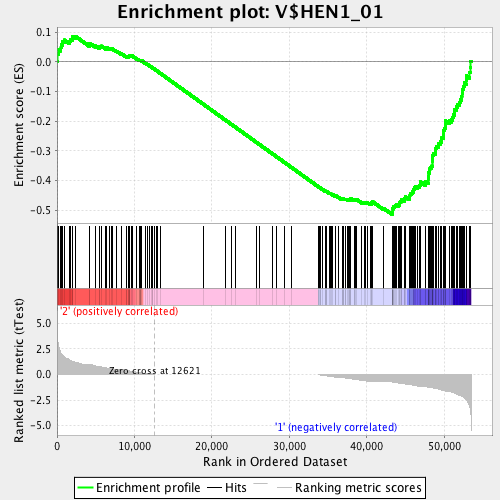 Enrichment plot: V$HEN1_01
Enrichment score (ES)
0.1
0.0
-0.1
-0.2
-0.3
-0.4
-0.5
'2' (positively correlated)
Ranked list metric (tTest)
5.0
2.5
0.0
-2.5
-5.0
Zero cross at 12621
'1' (negatively correlated)
0 10,000 20,000 30,000 40,000 50,000
Rank in Ordered Dataset
Enrichment profile Hits Ranking metric scores